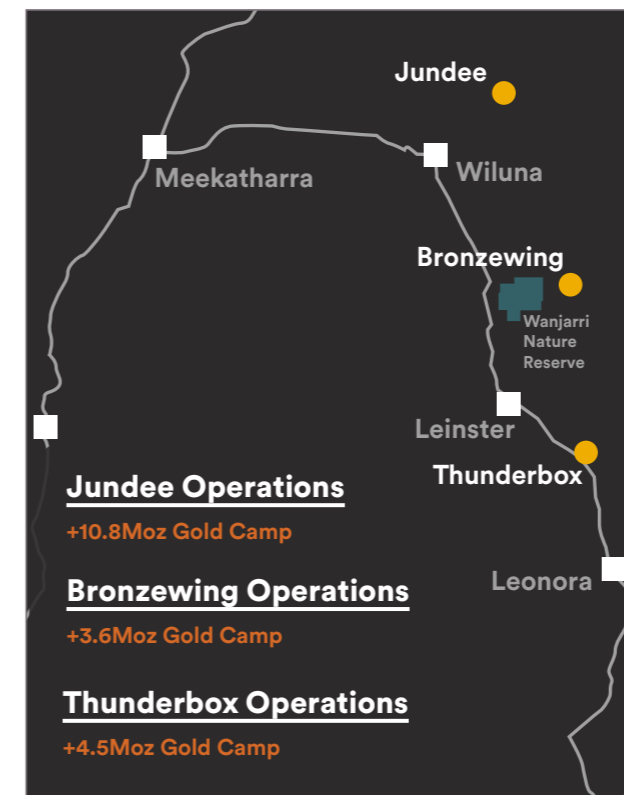 Jundee
Meekatharra
Wiluna
Bronzewing
Wanjarri
Nature
Reserve
Leinster
Thunderbox
Jundee Operations
+10.8Moz Gold Camp
Leonora
Bronzewing Operations
+3.6Moz Gold Camp
Thunderbox Operations
+4.5Moz Gold Camp